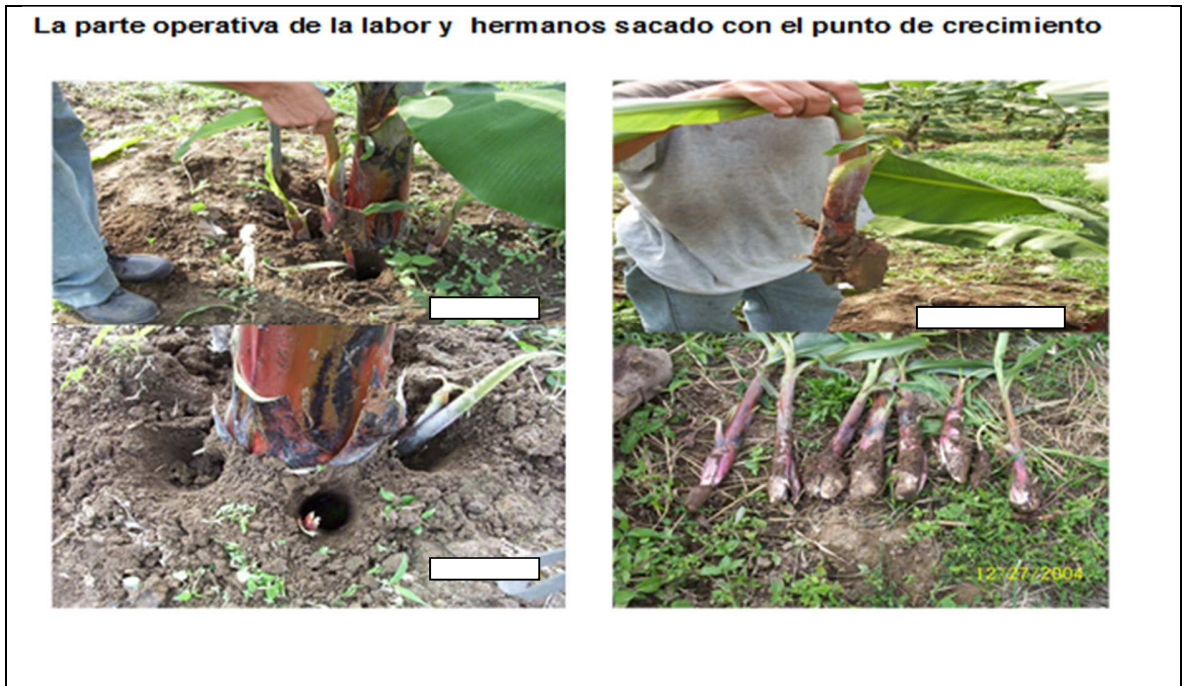 La parte operativa de la labor y hermanos sacado con el punto de crecimiento
12/27/2004